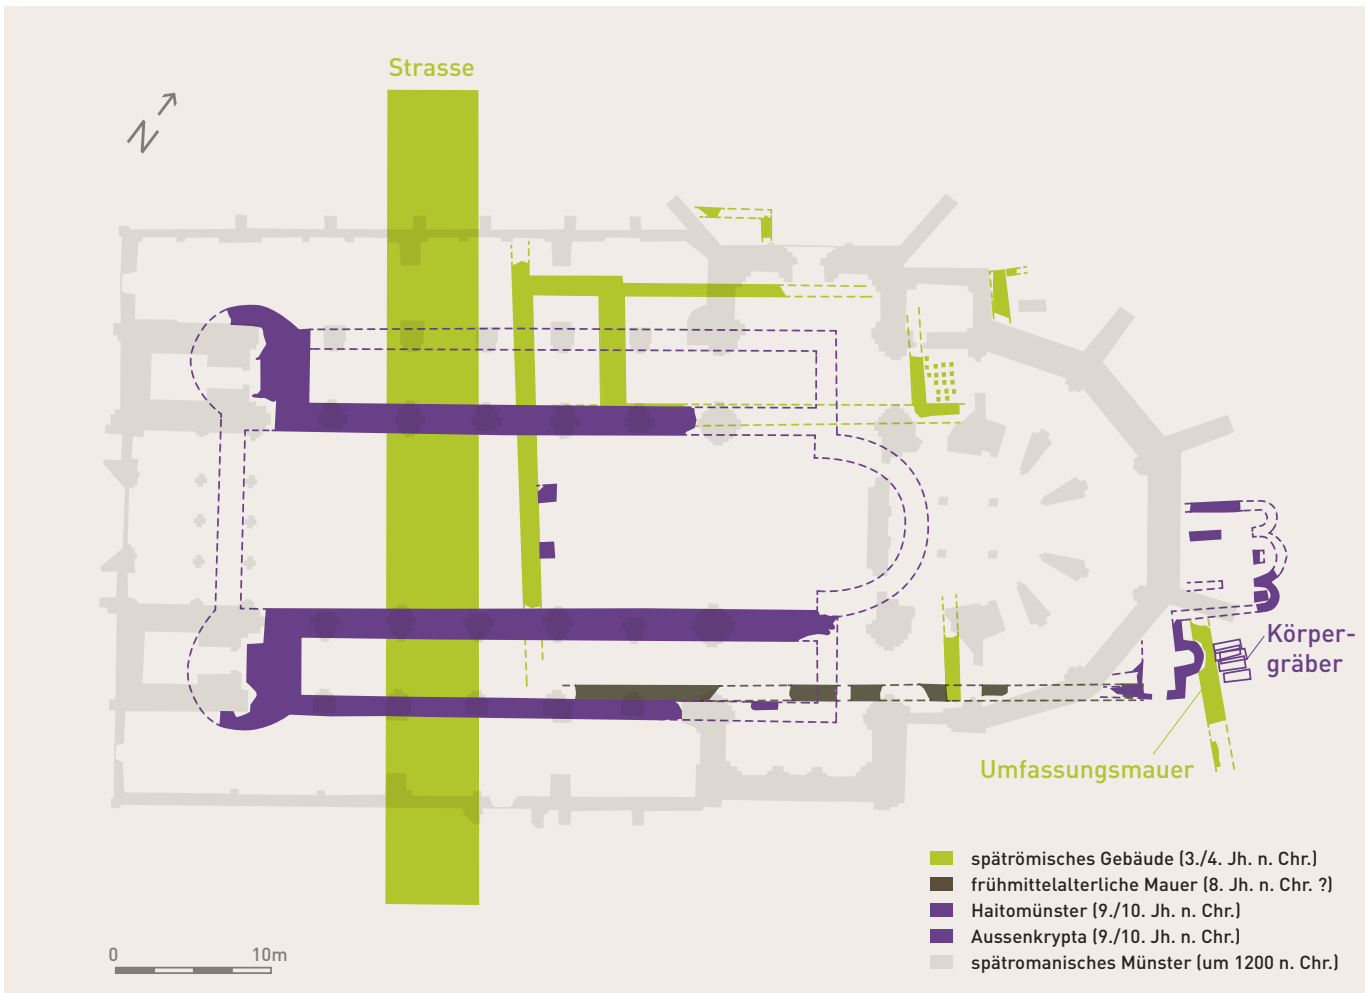 Strasse
N
Körper-
gräber
Umfassungsmauer
spätrömisches Gebäude (3./4. Jh. n. Chr.)
frühmittelalterliche Mauer (8. Jh. n. Chr. ?)
Haitomünster (9./10. Jh. n. Chr.)
Aussenkrypta (9./10. Jh. n. Chr.)
spätromanisches Münster (um 1200 n. Chr.)
0 10m